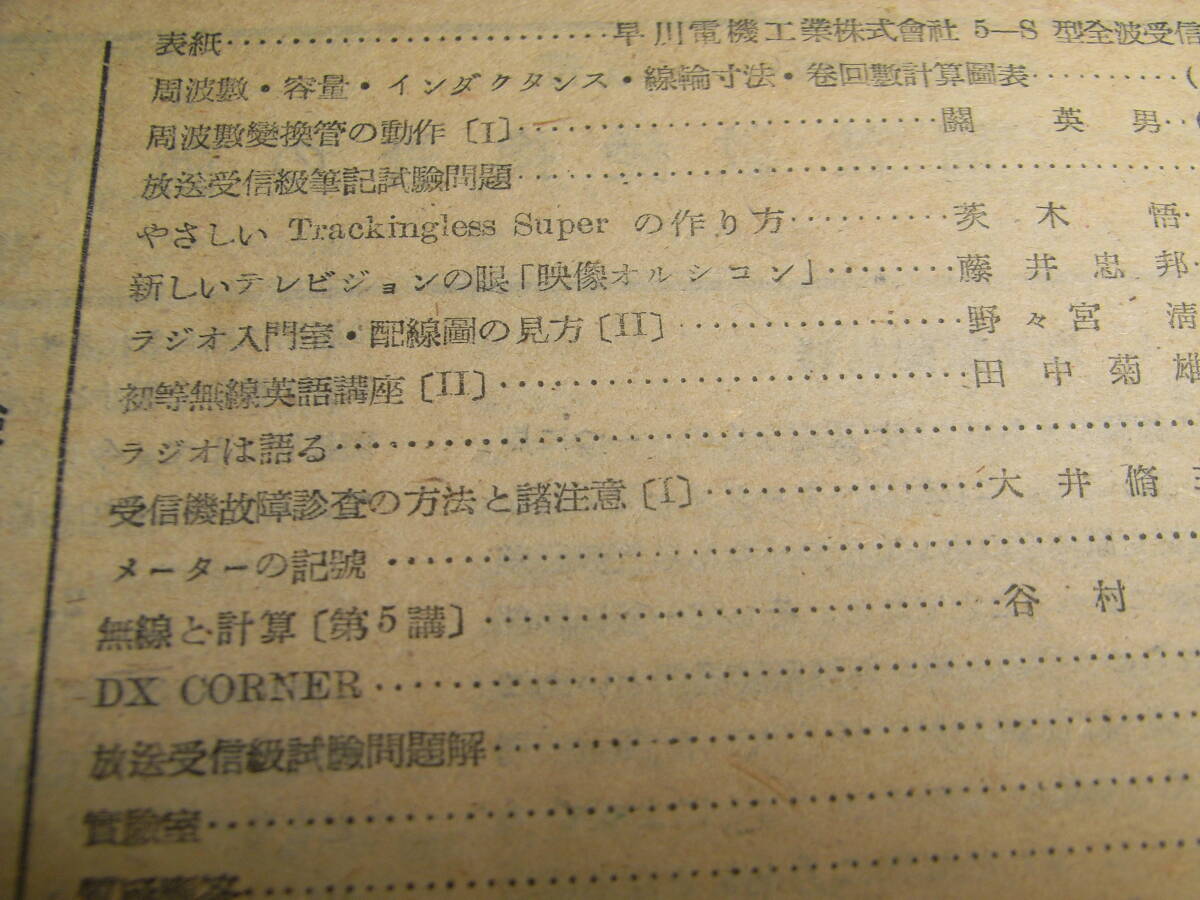 表紙……………………早川電機工業株式會社 5—S 型全波受信
周波數・容量・インダクタンス・線輪寸法・卷回數計算圖表………(
周波數變換管の動作〔I〕……………………關 英 男…(
放送受信級筆記試驗問題……………………
やさしい Trackingless Super の作り方…………茨 木 悟…
新しいテレビジョンの眼「映像オルシコン」………藤 井 忠 邦…
ラジオ入門室・配線圖の見方〔II〕………………野々宮 淸
初等無線英語講座〔II〕……………………田 中 菊 雄
ラジオは語る……………………
受信機故障診査の方法と諸注意〔I〕………………大 井 脩
メーターの記號……………………
無線と計算〔第5講〕……………………谷 村
DX CORNER……………………
放送受信級試驗問題解……………………
實驗室……………………